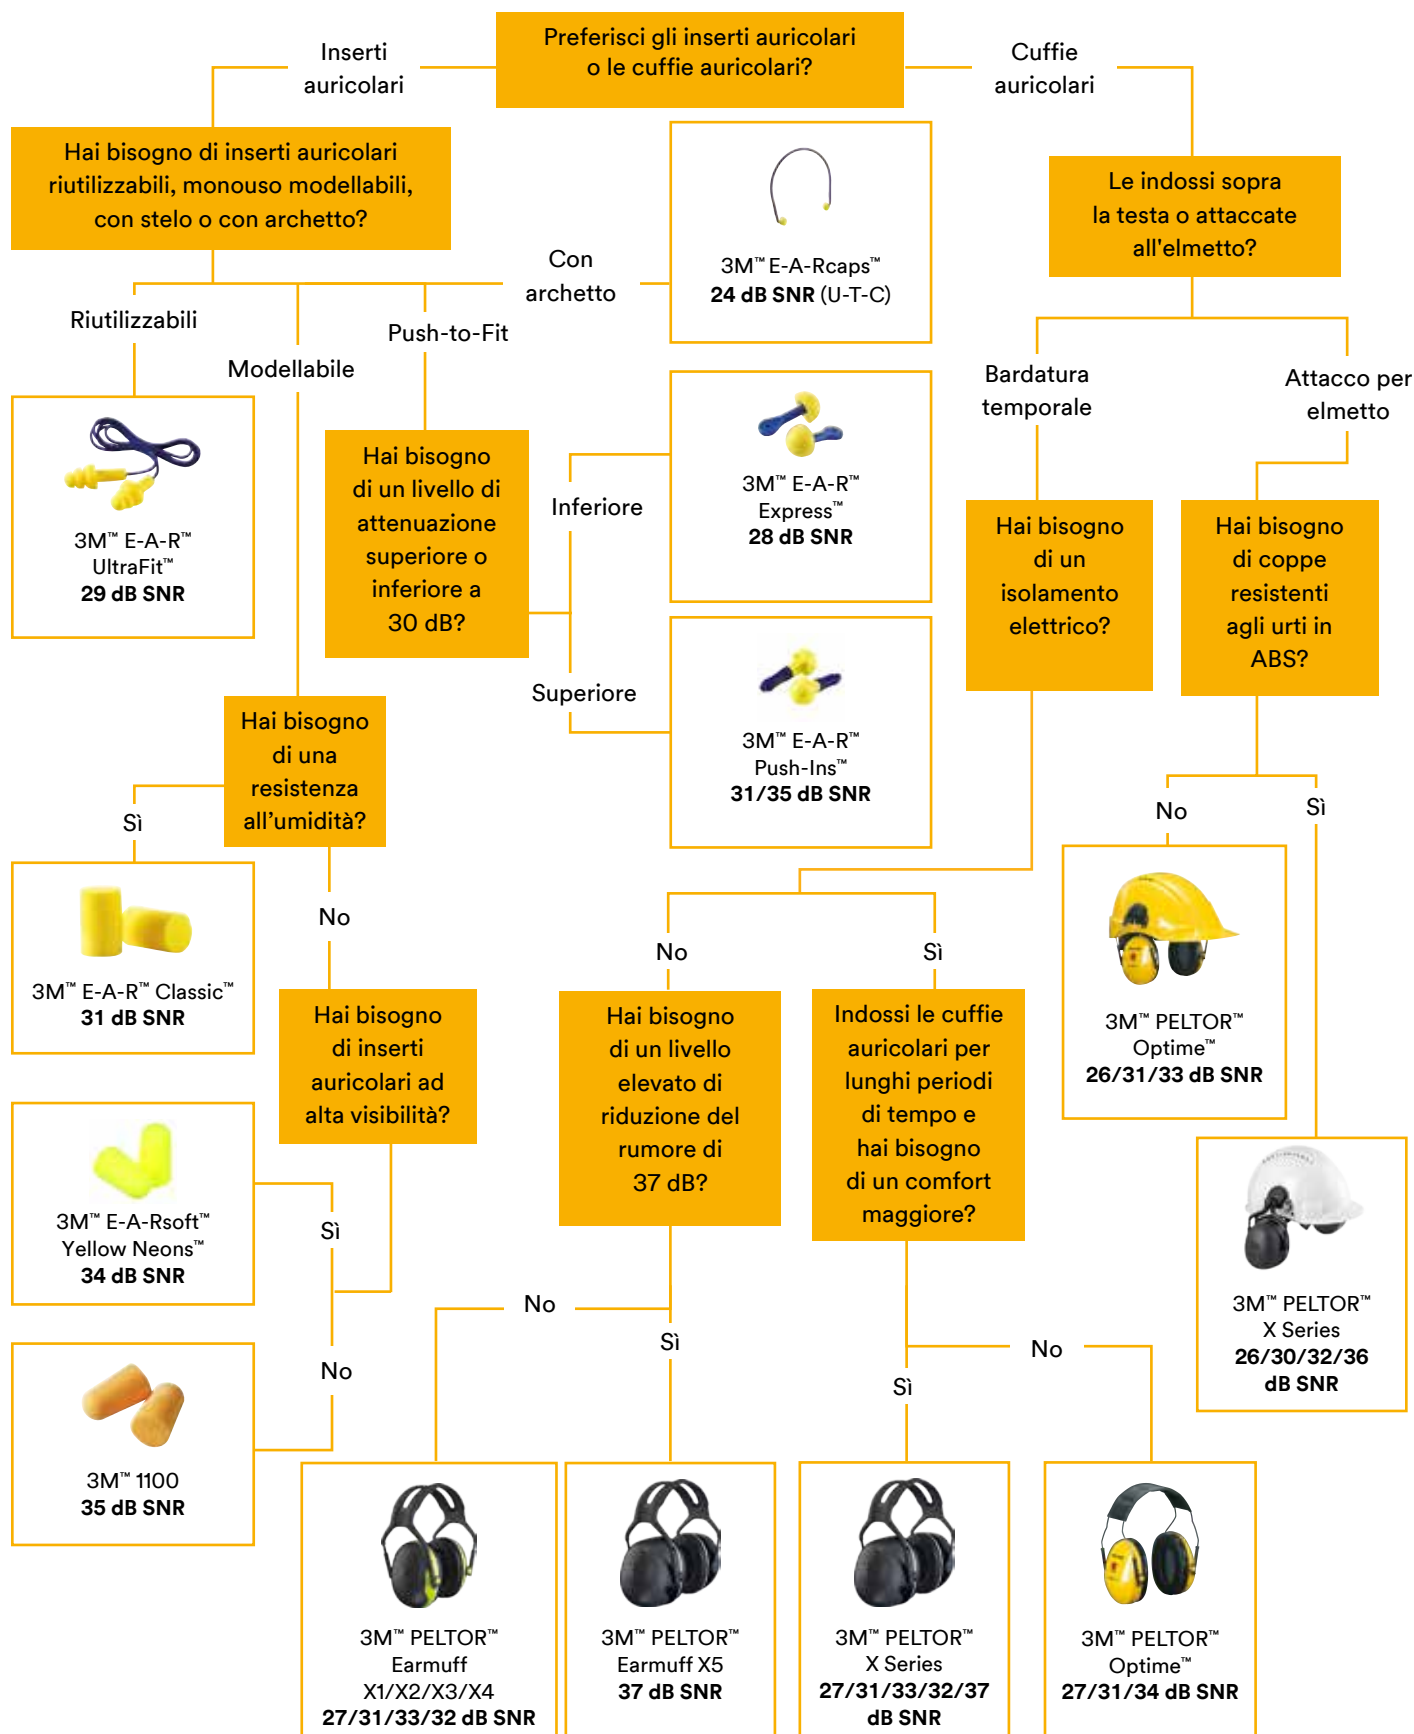 Preferisci gli inserti auricolari
o le cuffie auricolari?
Inserti
auricolari
Cuffie
auricolari
Hai bisogno di inserti auricolari
riutilizzabili, monouso modellabili,
con stelo o con archetto?
Le indossi sopra
la testa o attaccate
all'elmetto?
Con
archetto
3M™ E-A-Rcaps™
24 dB SNR (U-T-C)
Riutilizzabili
Modellabile
Push-to-Fit
Bardatura
temporale
Attacco per
elmetto
3M™ E-A-R™
UltraFit™
29 dB SNR
Hai bisogno
di un livello di
attenuazione
superiore o
inferiore a
30 dB?
Inferiore
3M™ E-A-R™
Express™
28 dB SNR
Superiore
3M™ E-A-R™
Push-Ins™
31/35 dB SNR
Hai bisogno
di un
isolamento
elettrico?
Hai bisogno
di coppe
resistenti
agli urti in
ABS?
Hai bisogno
di una
resistenza
all’umidità?
Sì
No
3M™ E-A-R™ Classic™
31 dB SNR
Hai bisogno
di inserti
auricolari ad
alta visibilità?
3M™ E-A-Rsoft™
Yellow Neons™
34 dB SNR
Sì
No
3M™ 1100
35 dB SNR
No
Sì
Hai bisogno
di un livello
elevato di
riduzione del
rumore di
37 dB?
Indossi le cuffie
auricolari per
lunghi periodi
di tempo e
hai bisogno
di un comfort
maggiore?
No
Sì
3M™ PELTOR™
Optime™
26/31/33 dB SNR
3M™ PELTOR™
X Series
26/30/32/36
dB SNR
No
Sì
Sì
No
3M™ PELTOR™
Earmuff
X1/X2/X3/X4
27/31/33/32 dB SNR
3M™ PELTOR™
Earmuff X5
37 dB SNR
3M™ PELTOR™
X Series
27/31/33/32/37
dB SNR
3M™ PELTOR™
Optime™
27/31/34 dB SNR